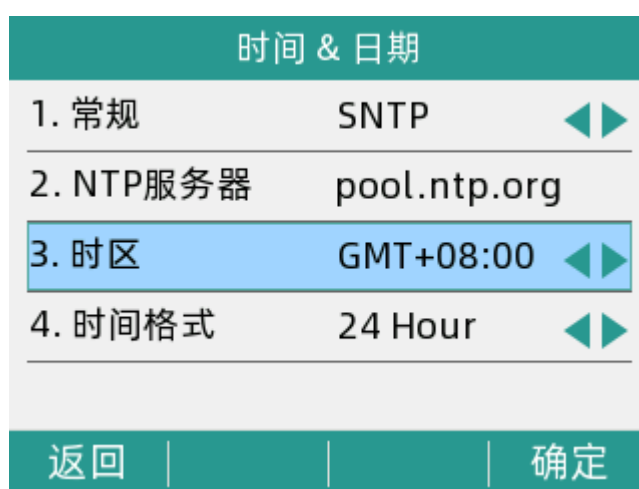 时间 & 日期
1. 常规 SNTP
2. NTP服务器 pool.ntp.org
3. 时区 GMT+08:00
4. 时间格式 24 Hour
返回 确定